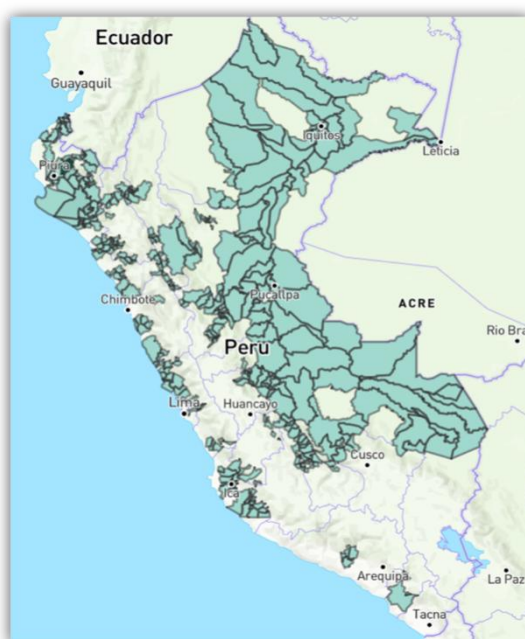 Ecuador
Guayaquil
Iquitos
Leticia
Piura
Chimbote
Pucallpa
ACRE
Rio Bra
Perú
Lima
Huancayo
Cusco
Ica
Arequipa
La Paz
Tacna